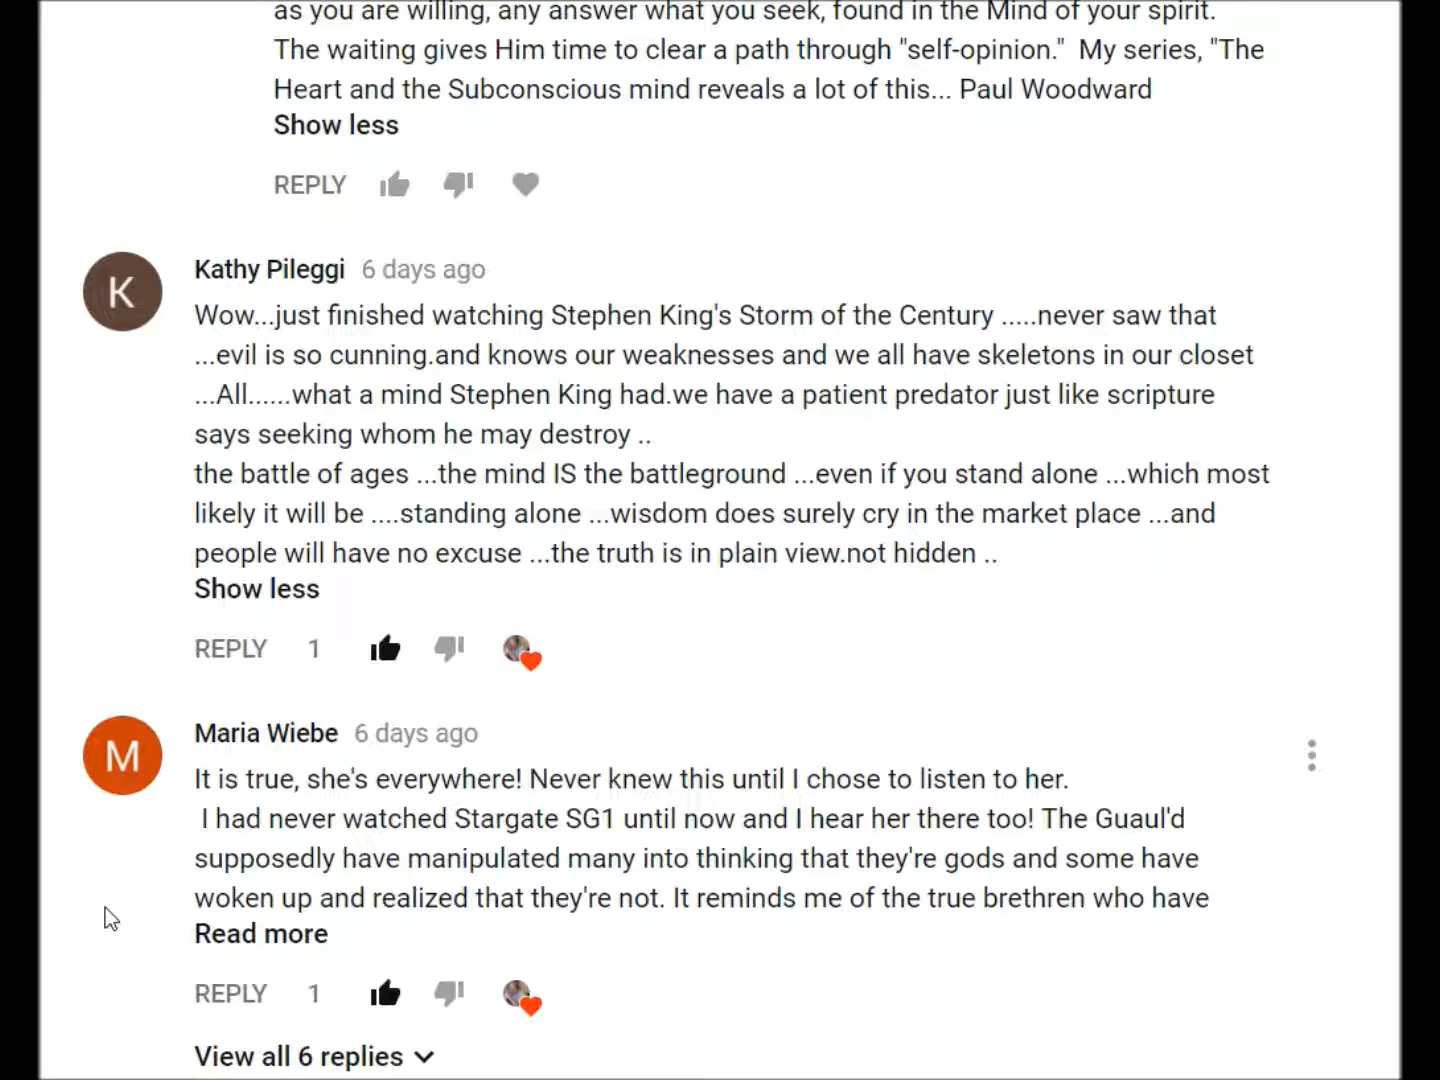 as you are willing, any answer what you seek, found in the Mind of your spirit.
The waiting gives Him time to clear a path through "self-opinion."  My series, "The
Heart and the Subconscious mind reveals a lot of this... Paul Woodward
Show less
REPLY
K
Kathy Pileggi 6 days ago
Wow...just finished watching Stephen King's Storm of the Century .....never saw that
...evil is so cunning.and knows our weaknesses and we all have skeletons in our closet
...All......what a mind Stephen King had.we have a patient predator just like scripture
says seeking whom he may destroy ..
the battle of ages ...the mind IS the battleground ...even if you stand alone ...which most
likely it will be ....standing alone ...wisdom does surely cry in the market place ...and
people will have no excuse ...the truth is in plain view.not hidden ..
Show less
REPLY 1
M
Maria Wiebe 6 days ago
It is true, she's everywhere! Never knew this until I chose to listen to her.
I had never watched Stargate SG1 until now and I hear her there too! The Guaul'd
supposedly have manipulated many into thinking that they're gods and some have
woken up and realized that they're not. It reminds me of the true brethren who have
Read more
REPLY 1
View all 6 replies